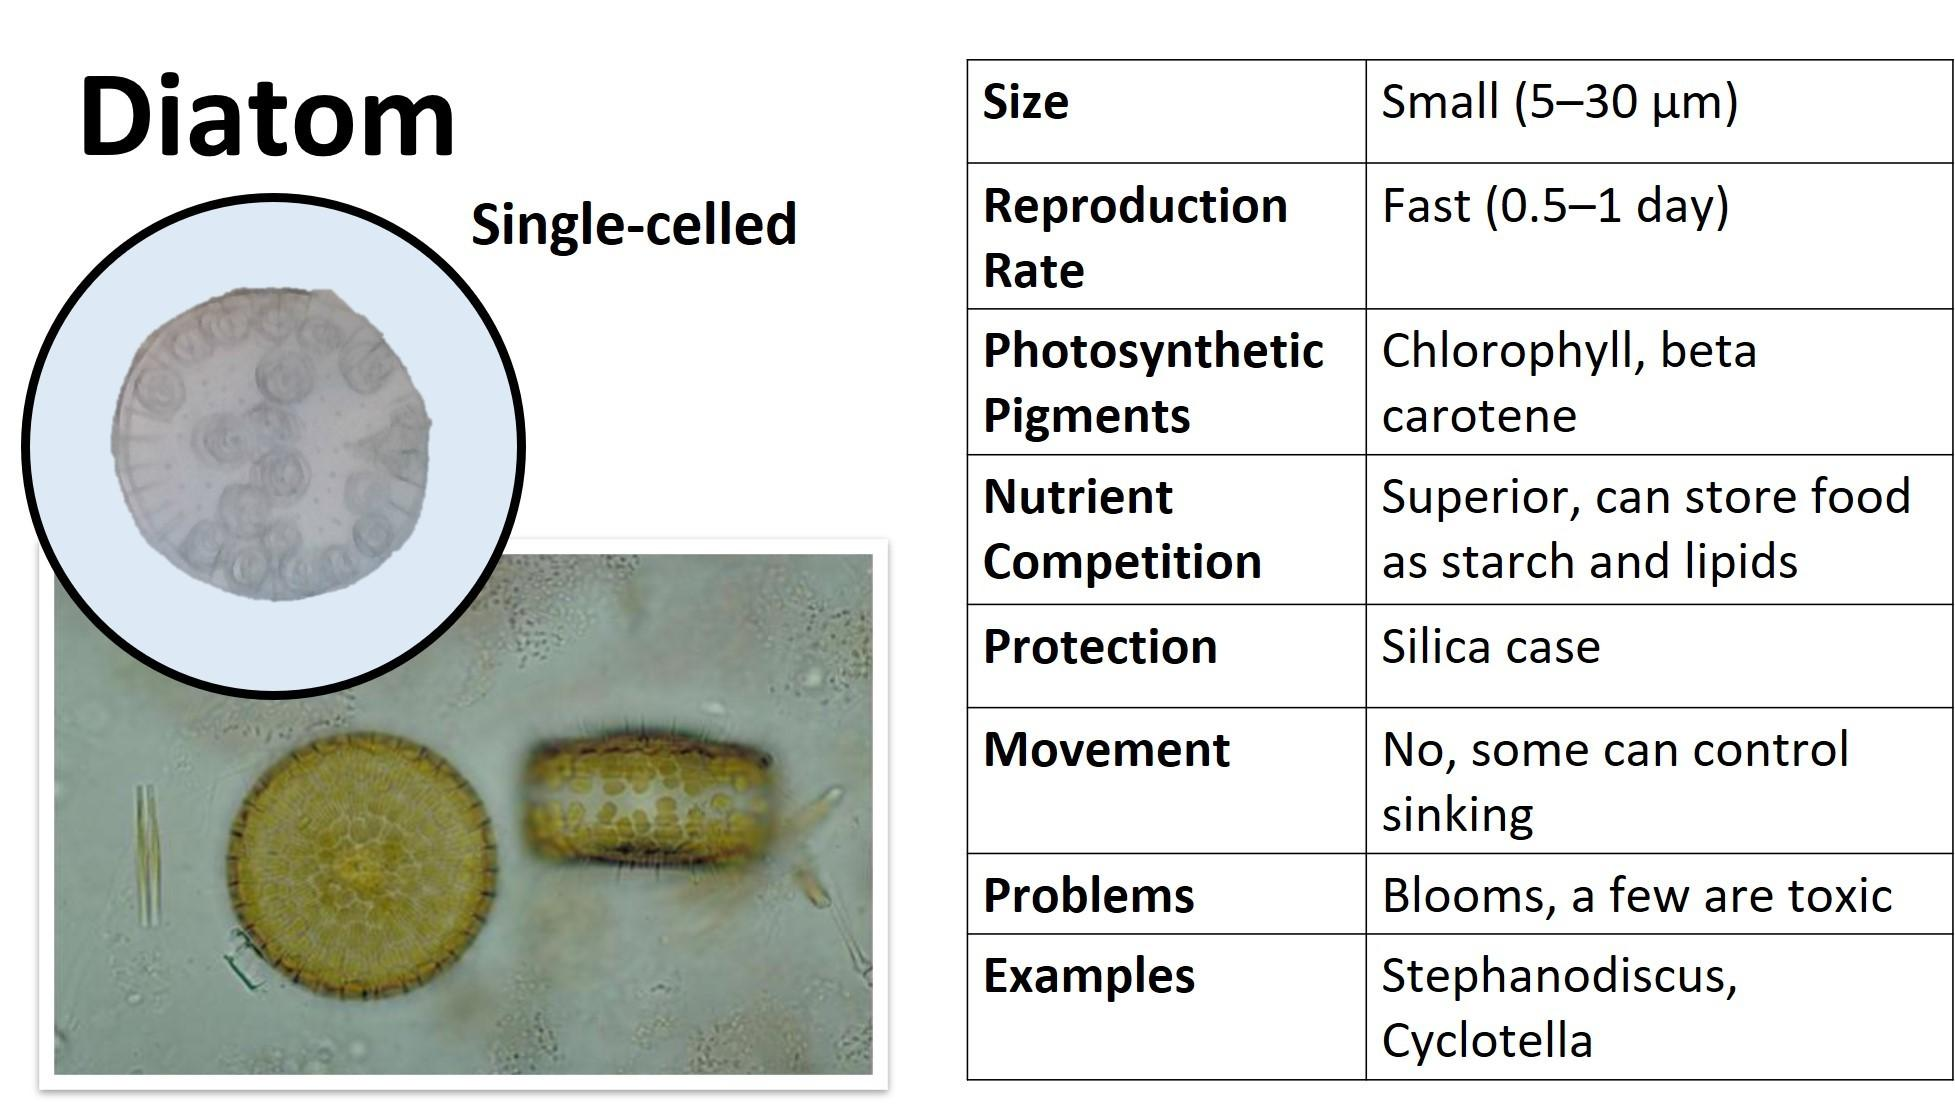 Diatom
Single-celled
Size
Small (5–30 µm)
Reproduction
Rate
Fast (0.5–1 day)
Photosynthetic
Pigments
Chlorophyll, beta
carotene
Nutrient
Competition
Superior, can store food
as starch and lipids
Protection
Silica case
Movement
No, some can control
sinking
Problems
Blooms, a few are toxic
Examples
Stephanodiscus,
Cyclotella